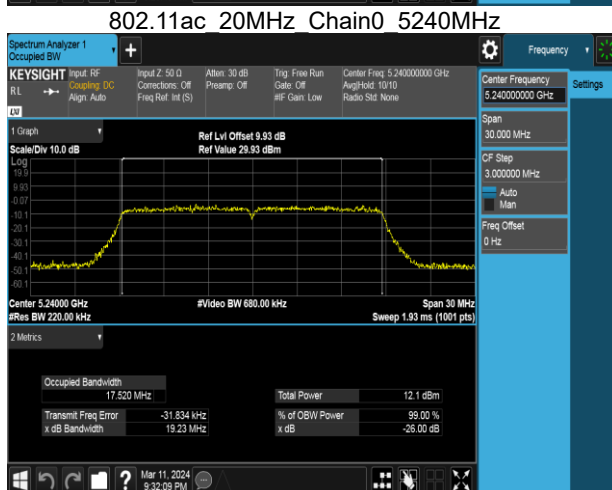 802.11ac_20MHz_Chain0_5240MHz
Spectrum Analyzer 1
Occupied BW
+
Frequency
KEYSIGHT
RL
LXI
Input: RF
Coupling: DC
Align: Auto
Input Z: 50 Ω
Corrections: Off
Freq Ref: Int (S)
Atten: 30 dB
Preamp: Off
Trig: Free Run
Gate: Off
#IF Gain: Low
Center Freq: 5.240000000 GHz
Avg|Hold: 10/10
Radio Std: None
Center Frequency
5.240000000 GHz
Settings
Span
30.000 MHz
CF Step
3.000000 MHz
Auto
Man
Freq Offset
0 Hz
1 Graph
Scale/Div 10.0 dB
Ref Lvl Offset 9.93 dB
Ref Value 29.93 dBm
Log
19.9
9.93
-0.07
-10.1
-20.1
-30.1
-40.1
-50.1
-60.1
Center 5.24000 GHz
#Res BW 220.00 kHz
#Video BW 680.00 kHz
Span 30 MHz
Sweep 1.93 ms (1001 pts)
2 Metrics
Occupied Bandwidth
17.520 MHz
Total Power 12.1 dBm
Transmit Freq Error -31.834 kHz
% of OBW Power 99.00 %
x dB Bandwidth 19.23 MHz
x dB -26.00 dB
?
Mar 11, 2024
9:32:09 PM